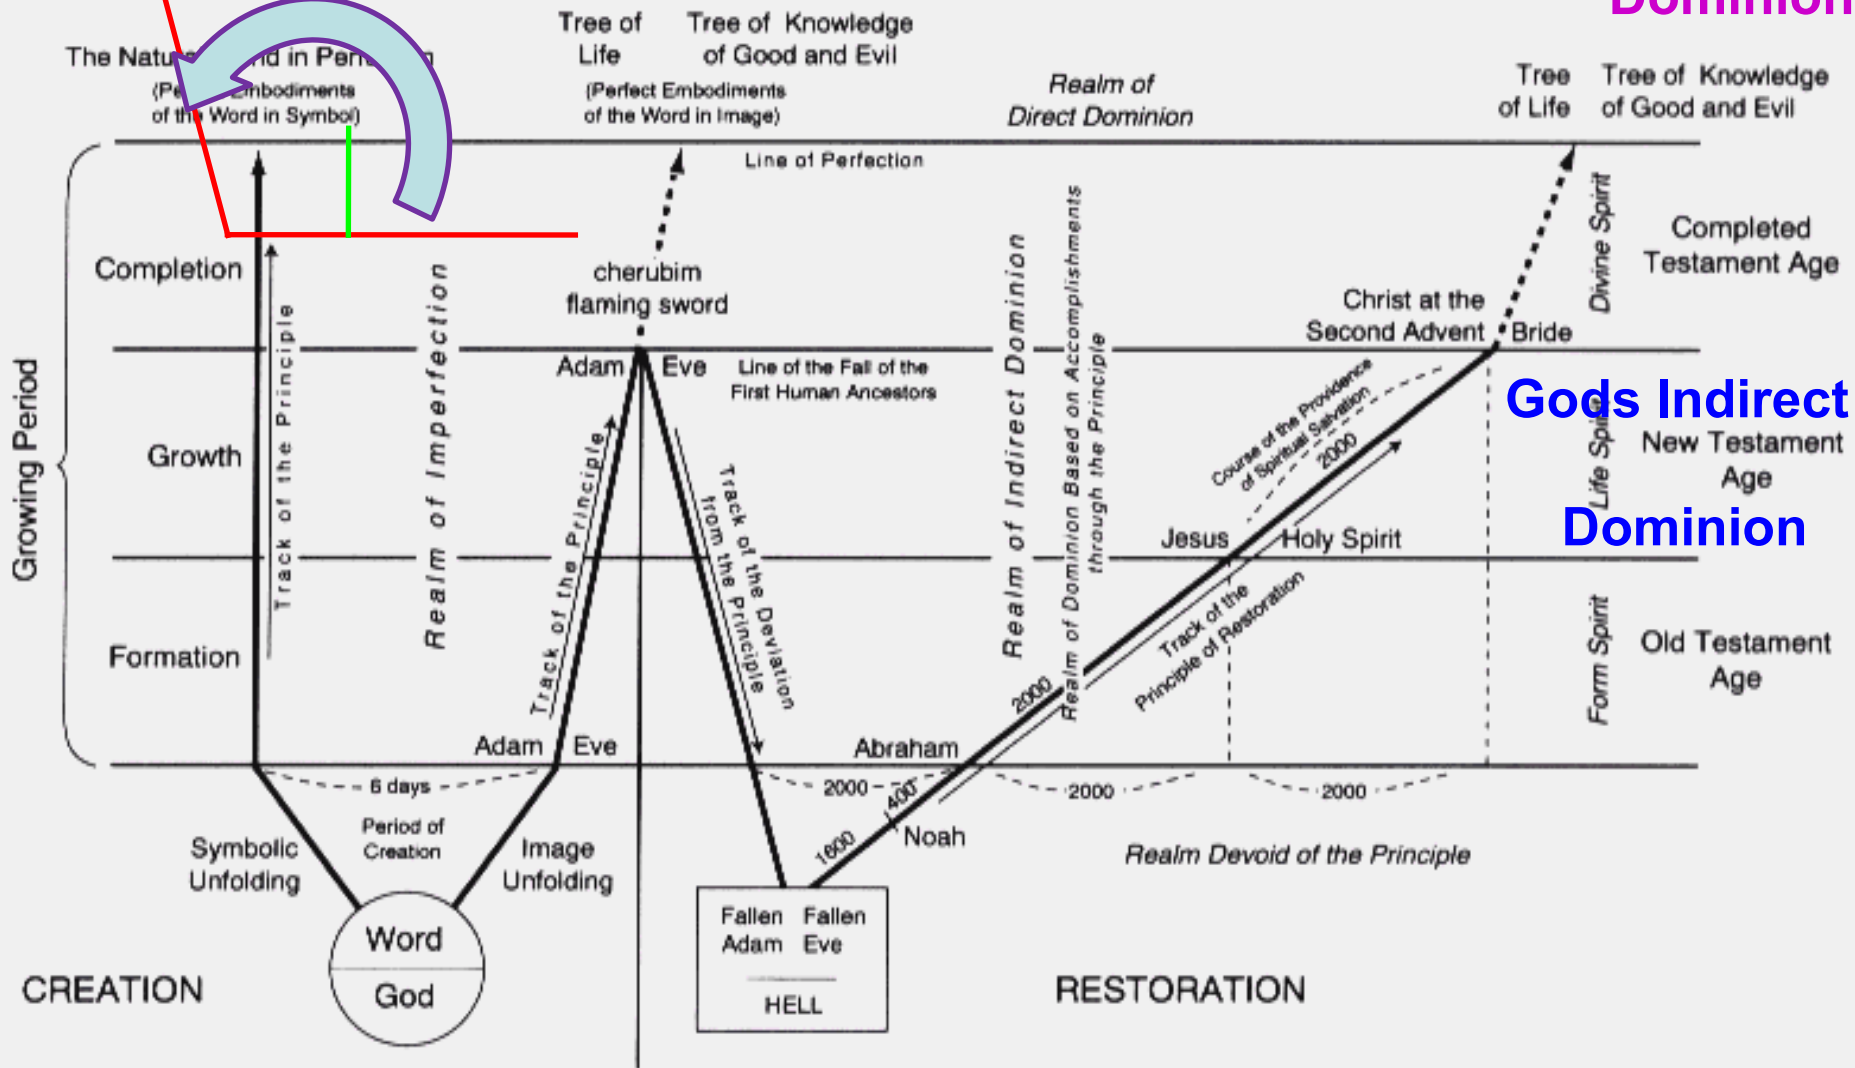 Dominion
Tree of
Life
Tree of Knowledge
of Good and Evil
The Natu d in Per n
(Pe Embodiments
of the Word in Symbol)
(Perfect Embodiments
of the Word in Image)
Realm of
Direct Dominion
Tree
of Life
Tree of Knowledge
of Good and Evil
Line of Perfection
Growing Period
Completion
Growth
Formation
Track of the Principle
Realm of Imperfection
cherubim
flaming sword
Adam
Eve
Line of the Fall of the
First Human Ancestors
Track of the Principle
Track of the Deviation
from the Principle
Realm of Indirect Dominion
Realm of Dominion Based on Accomplishments
through the Principle
Christ at the
Second Advent
Bride
Divine Spirit
Completed
Testament Age
Course of the Providence
of Spiritual Salvation
2000
Gods Indirect
Life Spirit
New Testament
Age
Dominion
Jesus
Holy Spirit
Track of the
Principle of Restoration
2000
Form Spirit
Old Testament
Age
Adam
Eve
Abraham
6 days
2000
400
2000
2000
Period of
Creation
Symbolic
Unfolding
Image
Unfolding
1600
Noah
Realm Devoid of the Principle
Word
God
Fallen Fallen
Adam Eve
HELL
CREATION
RESTORATION